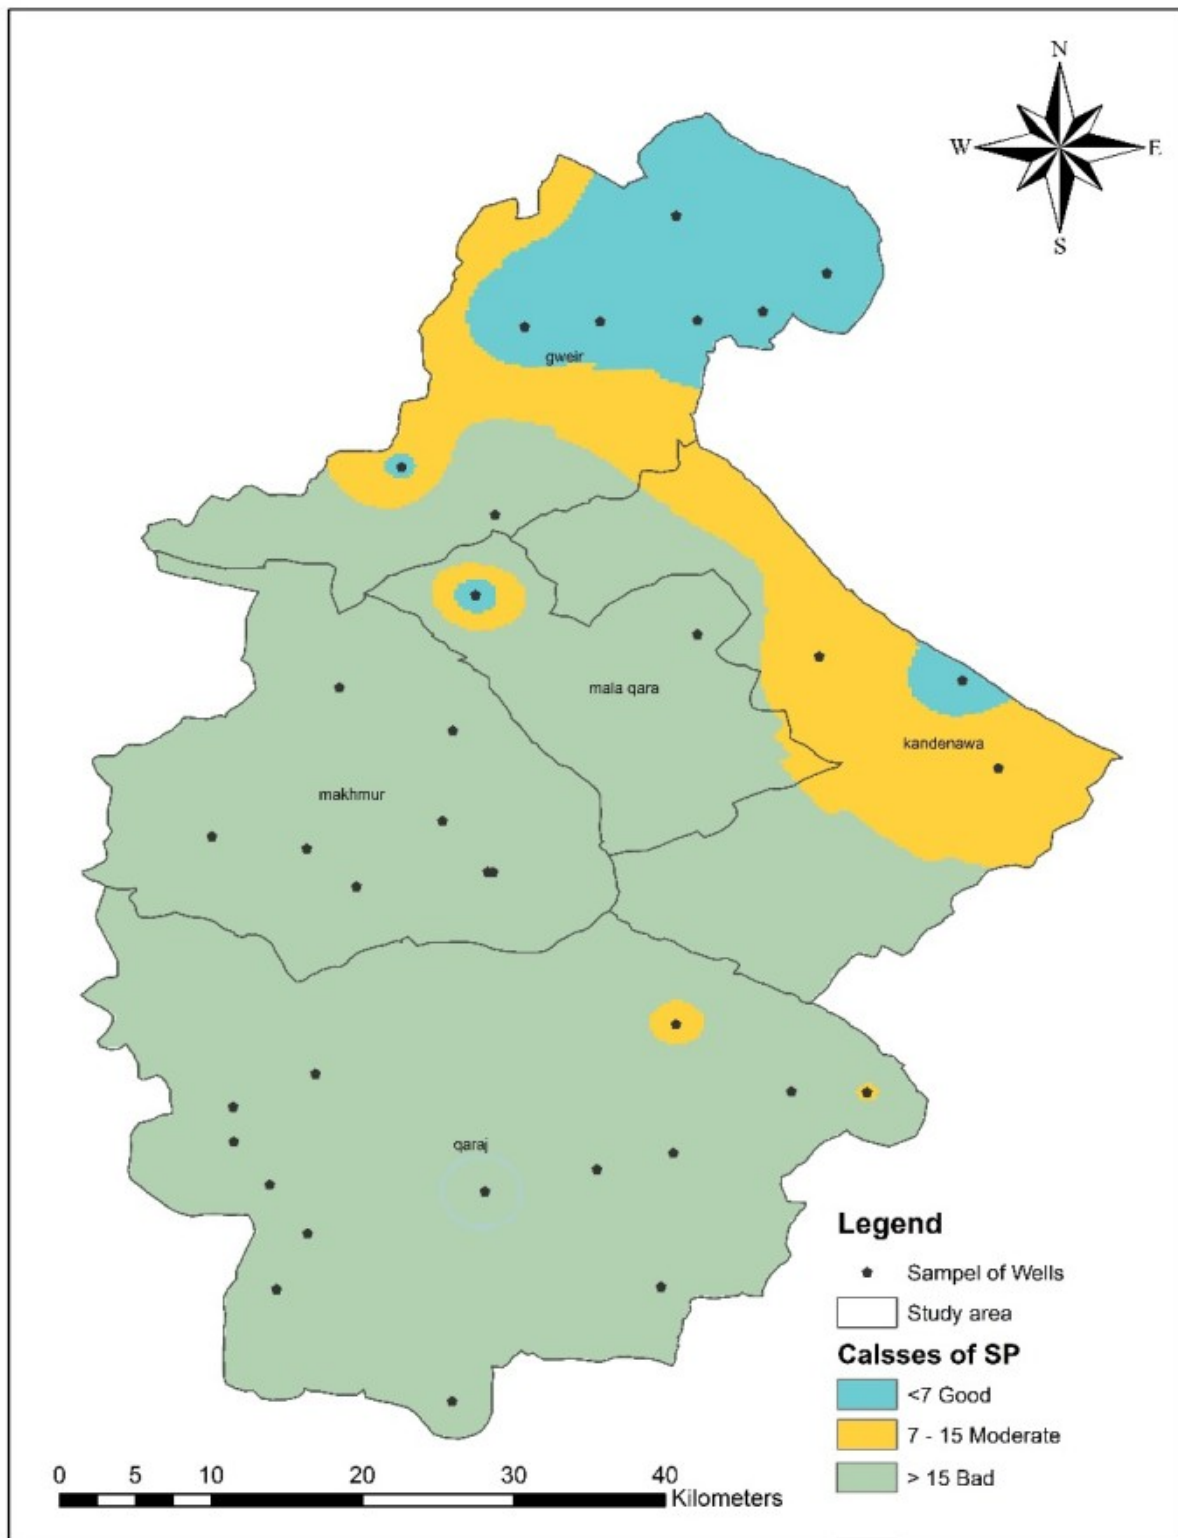 N
W E
S
gweir
mala qara
kandenawa
makhmur
qaraj
Legend
Sampel of Wells
Study area
Calsses of SP
<7 Good
7 - 15 Moderate
> 15 Bad
0 5 10 20 30 40
Kilometers